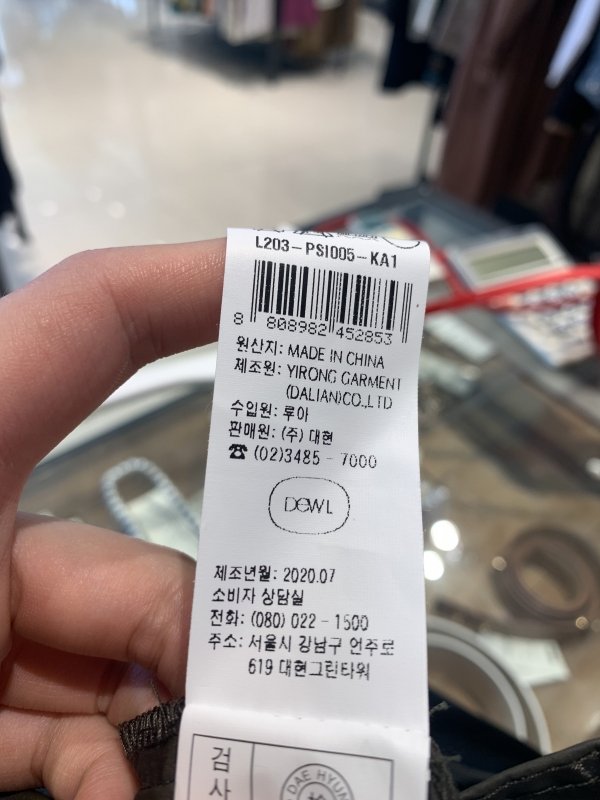 L203-PSI005-KA1
8 808982 452853
원산지: MADE IN CHINA
제조원: YIRONG GARMENT
(DALIAN)CO.,LTD
수입원: 루아
판매원: (주) 대현
☎ (02)3485 - 7000
DEWL
제조년월: 2020.07
소비자 상담실
전화: (080) 022 - 1500
주소: 서울시 강남구 언주로
619 대현그린타워
검
사
DAE HYUN